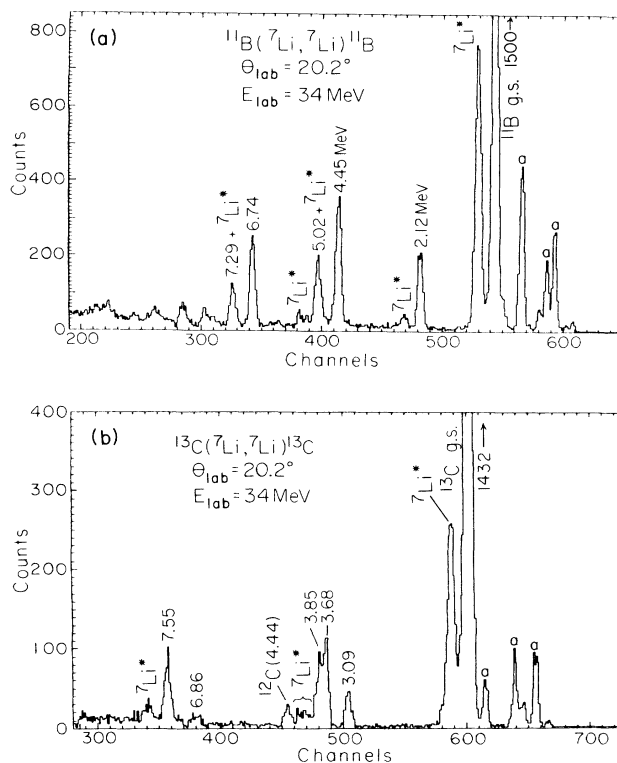 (a)
¹¹B(⁷Li,⁷Li)¹¹B
θlab = 20.2°
Elab = 34 MeV
Counts
800
600
400
200
0
7.29 + ⁷Li*
6.74
⁷Li*
5.02 + ⁷Li*
4.45 MeV
⁷Li*
2.12 MeV
⁷Li*
¹¹B g.s. 1500→
a
a
a
200 300 400 500 600
Channels
(b)
¹³C(⁷Li,⁷Li)¹³C
θlab = 20.2°
Elab = 34 MeV
Counts
400
300
200
100
0
⁷Li*
7.55
6.86
¹²C(4.44)
⁷Li*
3.85
3.68
3.09
⁷Li*
¹³C g.s.
1432 →
a
a
a
300 400 500 600 700
Channels